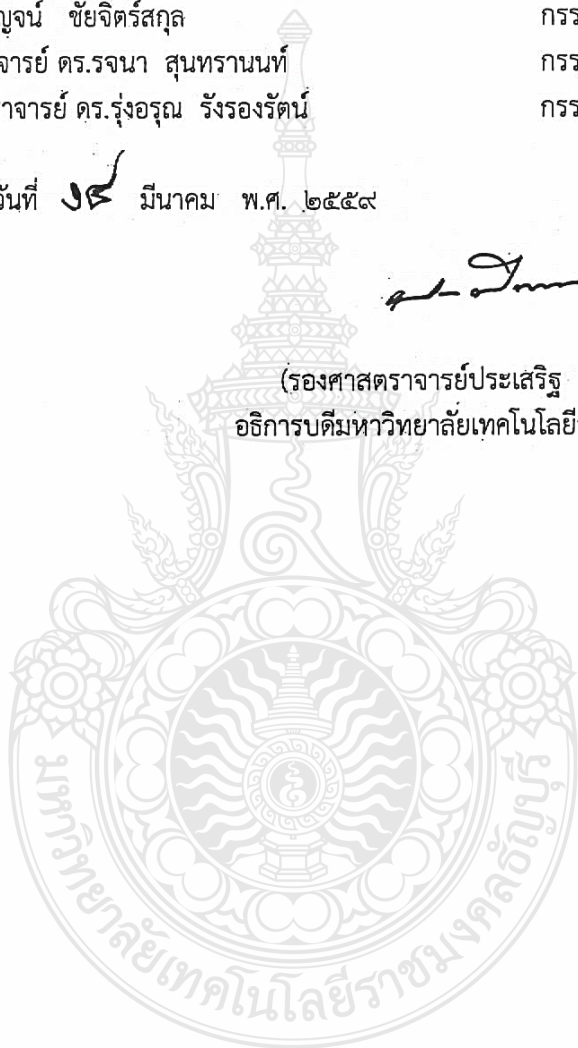 ญจน์ ชัยจิตร์สกุล กรร
จารย์ ดร.รจนา สุนทรานนท์ กรร
าจารย์ ดร.รุ่งอรุณ รังรองรัตน์ กรร
วันที่ มีนาคม พ.ศ. ๒๕๕๙
(รองศาสตราจารย์ประเสริฐ
อธิการบดีมหาวิทยาลัยเทคโนโลยี
มหาวิทยาลัยเทคโนโลยีราชมงคลธัญบุรี